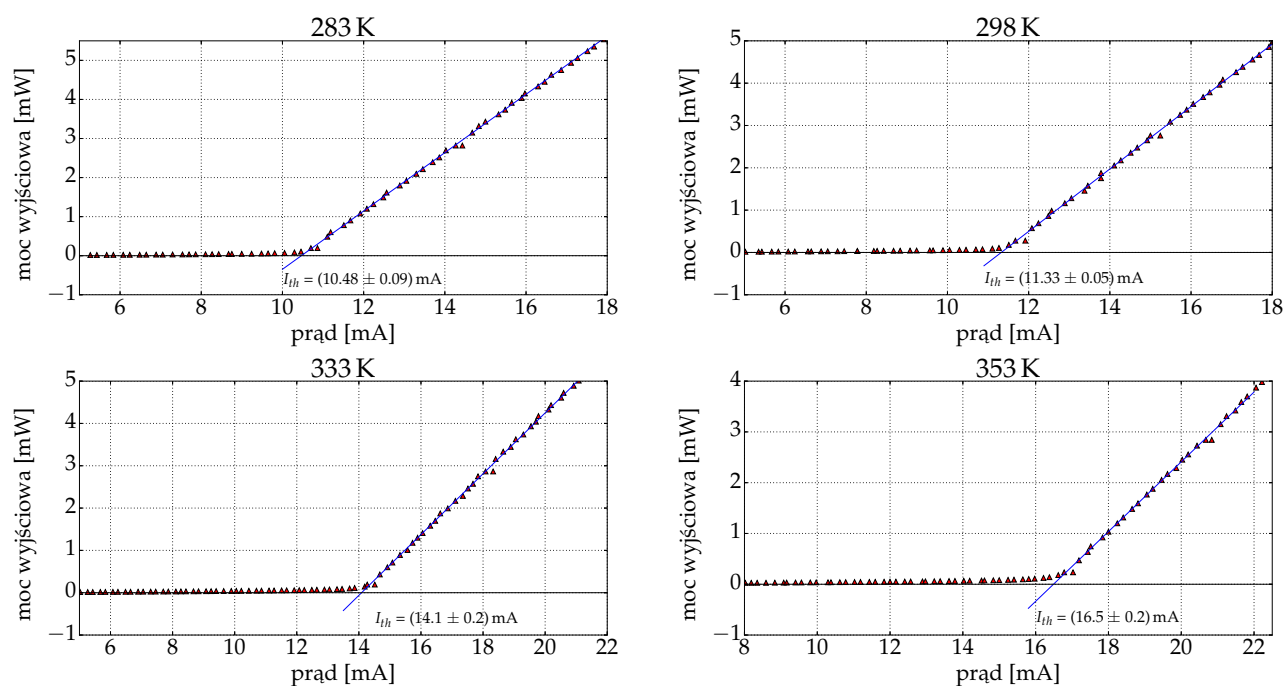 283 K
moc wyjściowa [mW]
5
4
3
2
1
0
−1
I_th = (10.48 ± 0.09) mA
6 8 10 12 14 16 18
prąd [mA]
298 K
moc wyjściowa [mW]
5
4
3
2
1
0
−1
I_th = (11.33 ± 0.05) mA
6 8 10 12 14 16 18
prąd [mA]
333 K
moc wyjściowa [mW]
5
4
3
2
1
0
−1
I_th = (14.1 ± 0.2) mA
6 8 10 12 14 16 18 20 22
prąd [mA]
353 K
moc wyjściowa [mW]
4
3
2
1
0
−1
I_th = (16.5 ± 0.2) mA
8 10 12 14 16 18 20 22
prąd [mA]